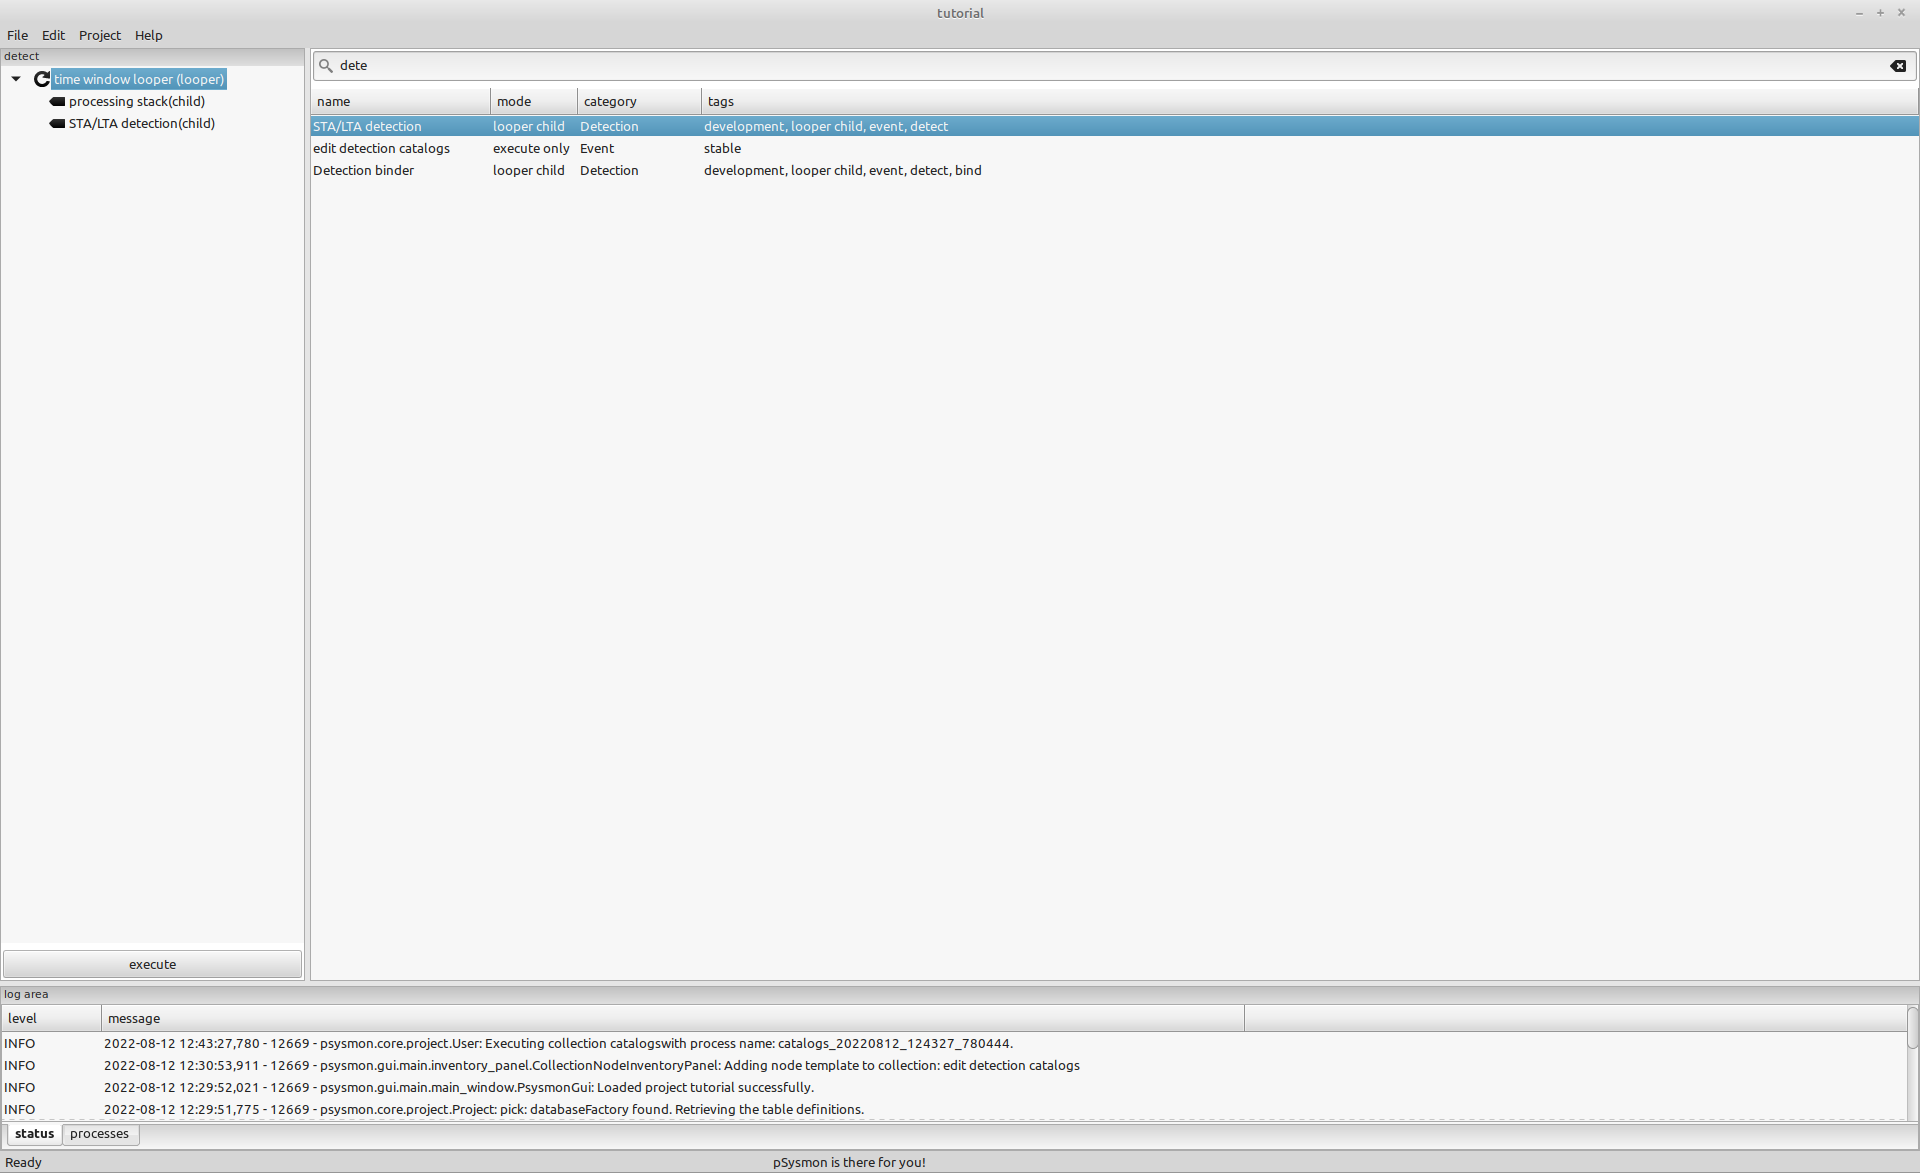 tutorial
File Edit Project Help
detect
time window looper (looper)
processing stack(child)
STA/LTA detection(child)
execute
dete
name mode category tags
STA/LTA detection looper child Detection development, looper child, event, detect
edit detection catalogs execute only Event stable
Detection binder looper child Detection development, looper child, event, detect, bind
log area
level message
INFO 2022-08-12 12:43:27,780 - 12669 - psysmon.core.project.User: Executing collection catalogswith process name: catalogs_20220812_124327_780444.
INFO 2022-08-12 12:30:53,911 - 12669 - psysmon.gui.main.inventory_panel.CollectionNodeInventoryPanel: Adding node template to collection: edit detection catalogs
INFO 2022-08-12 12:29:52,021 - 12669 - psysmon.gui.main.main_window.PsysmonGui: Loaded project tutorial successfully.
INFO 2022-08-12 12:29:51,775 - 12669 - psysmon.core.project.Project: pick: databaseFactory found. Retrieving the table definitions.
status processes
Ready pSysmon is there for you!